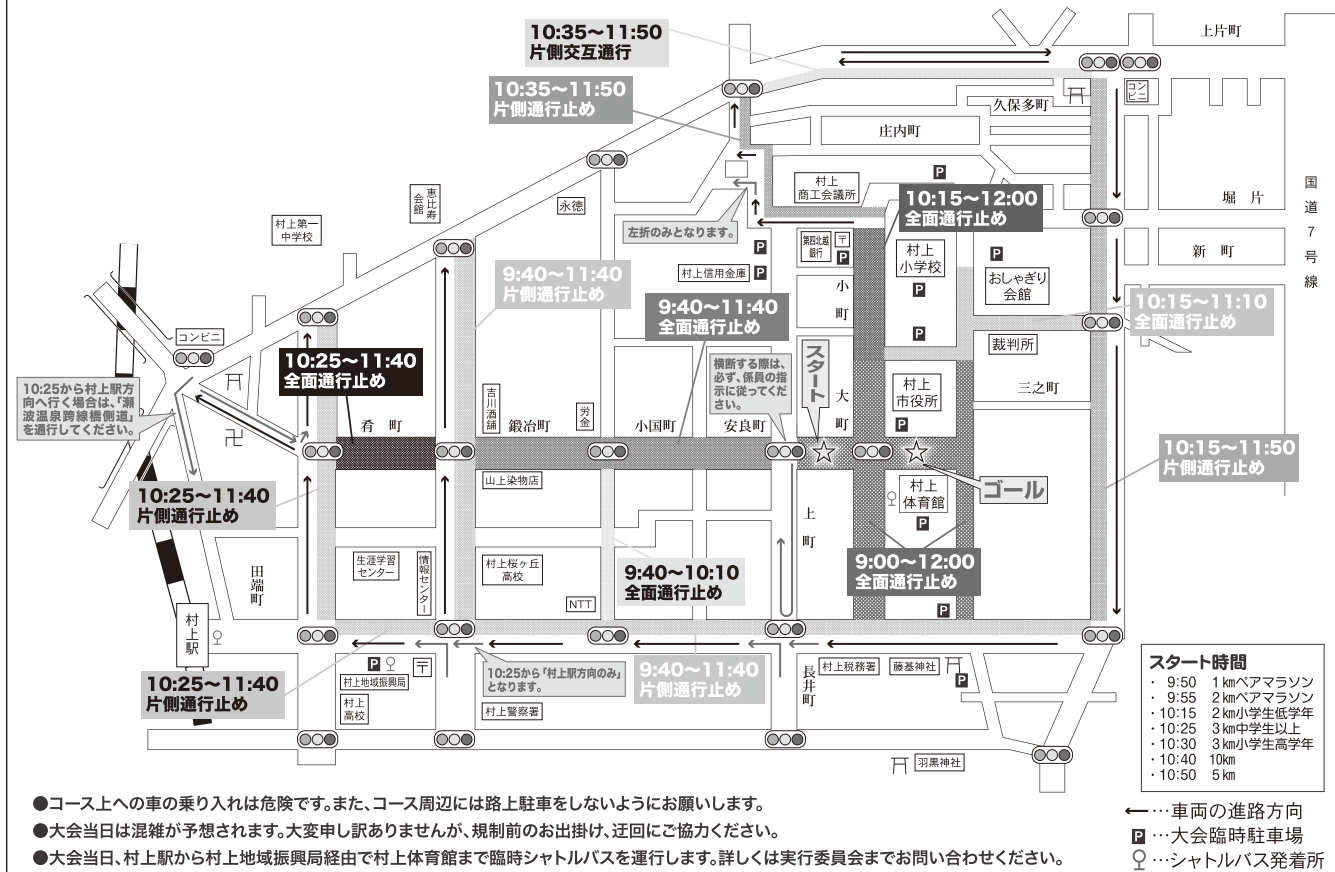 10:35〜11:50
片側交互通行
上片町
10:35〜11:50
片側通行止め
コン
ビニ
久保多町
庄内町
国道7号線
恵比寿
会館
永徳
村上
商工会議所
10:15〜12:00
全面通行止め
堀片
村上第一
中学校
左折のみとなります。
第四北越
銀行
村上
小学校
新町
9:40〜11:40
片側通行止め
村上信用金庫
おしゃぎり
会館
小町
10:15〜11:10
全面通行止め
9:40〜11:40
全面通行止め
コンビニ
裁判所
10:25〜11:40
全面通行止め
横断する際は、
必ず、係員の指
示に従ってくだ
さい。
スタート
10:25から村上駅方
向へ行く場合は、「瀬
波温泉跨線橋側道」
を通行してください。
吉川酒舗
労金
大町
村上
市役所
三之町
肴町
鍛冶町
小国町
安良町
10:15〜11:50
片側通行止め
山上染物店
村上
体育館
ゴール
10:25〜11:40
片側通行止め
上町
田端町
生涯学習
センター
情報センター
村上桜ヶ丘
高校
9:40〜10:10
全面通行止め
9:00〜12:00
全面通行止め
NTT
村上駅
10:25〜11:40
片側通行止め
村上地域振興局
村上
高校
10:25から「村上駅方向のみ」
となります。
村上警察署
9:40〜11:40
片側通行止め
長井町
村上税務署
藤基神社
羽黒神社
スタート時間
・ 9:50 1㎞ペアマラソン
・ 9:55 2㎞ペアマラソン
・10:15 2㎞小学生低学年
・10:25 3㎞中学生以上
・10:30 3㎞小学生高学年
・10:40 10㎞
・10:50 5㎞
●コース上への車の乗り入れは危険です。また、コース周辺には路上駐車をしないようにお願いします。
●大会当日は混雑が予想されます。大変申し訳ありませんが、規制前のお出掛け、迂回にご協力ください。
●大会当日、村上駅から村上地域振興局経由で村上体育館まで臨時シャトルバスを運行します。詳しくは実行委員会までお問い合わせください。
←…車両の進路方向
P…大会臨時駐車場
…シャトルバス発着所